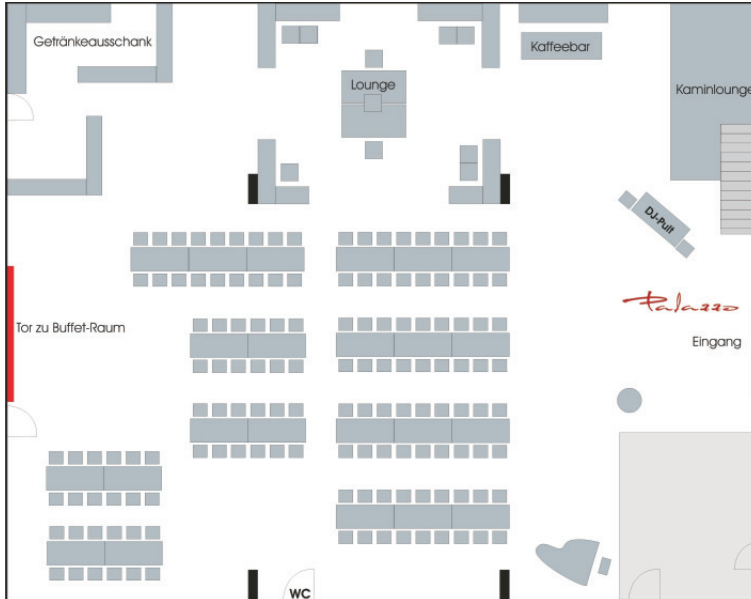 Getränkeausschank
Lounge
Kaffeebar
Kaminlounge
DJ-Pult
Palazzo
Tor zu Buffet-Raum
Eingang
WC